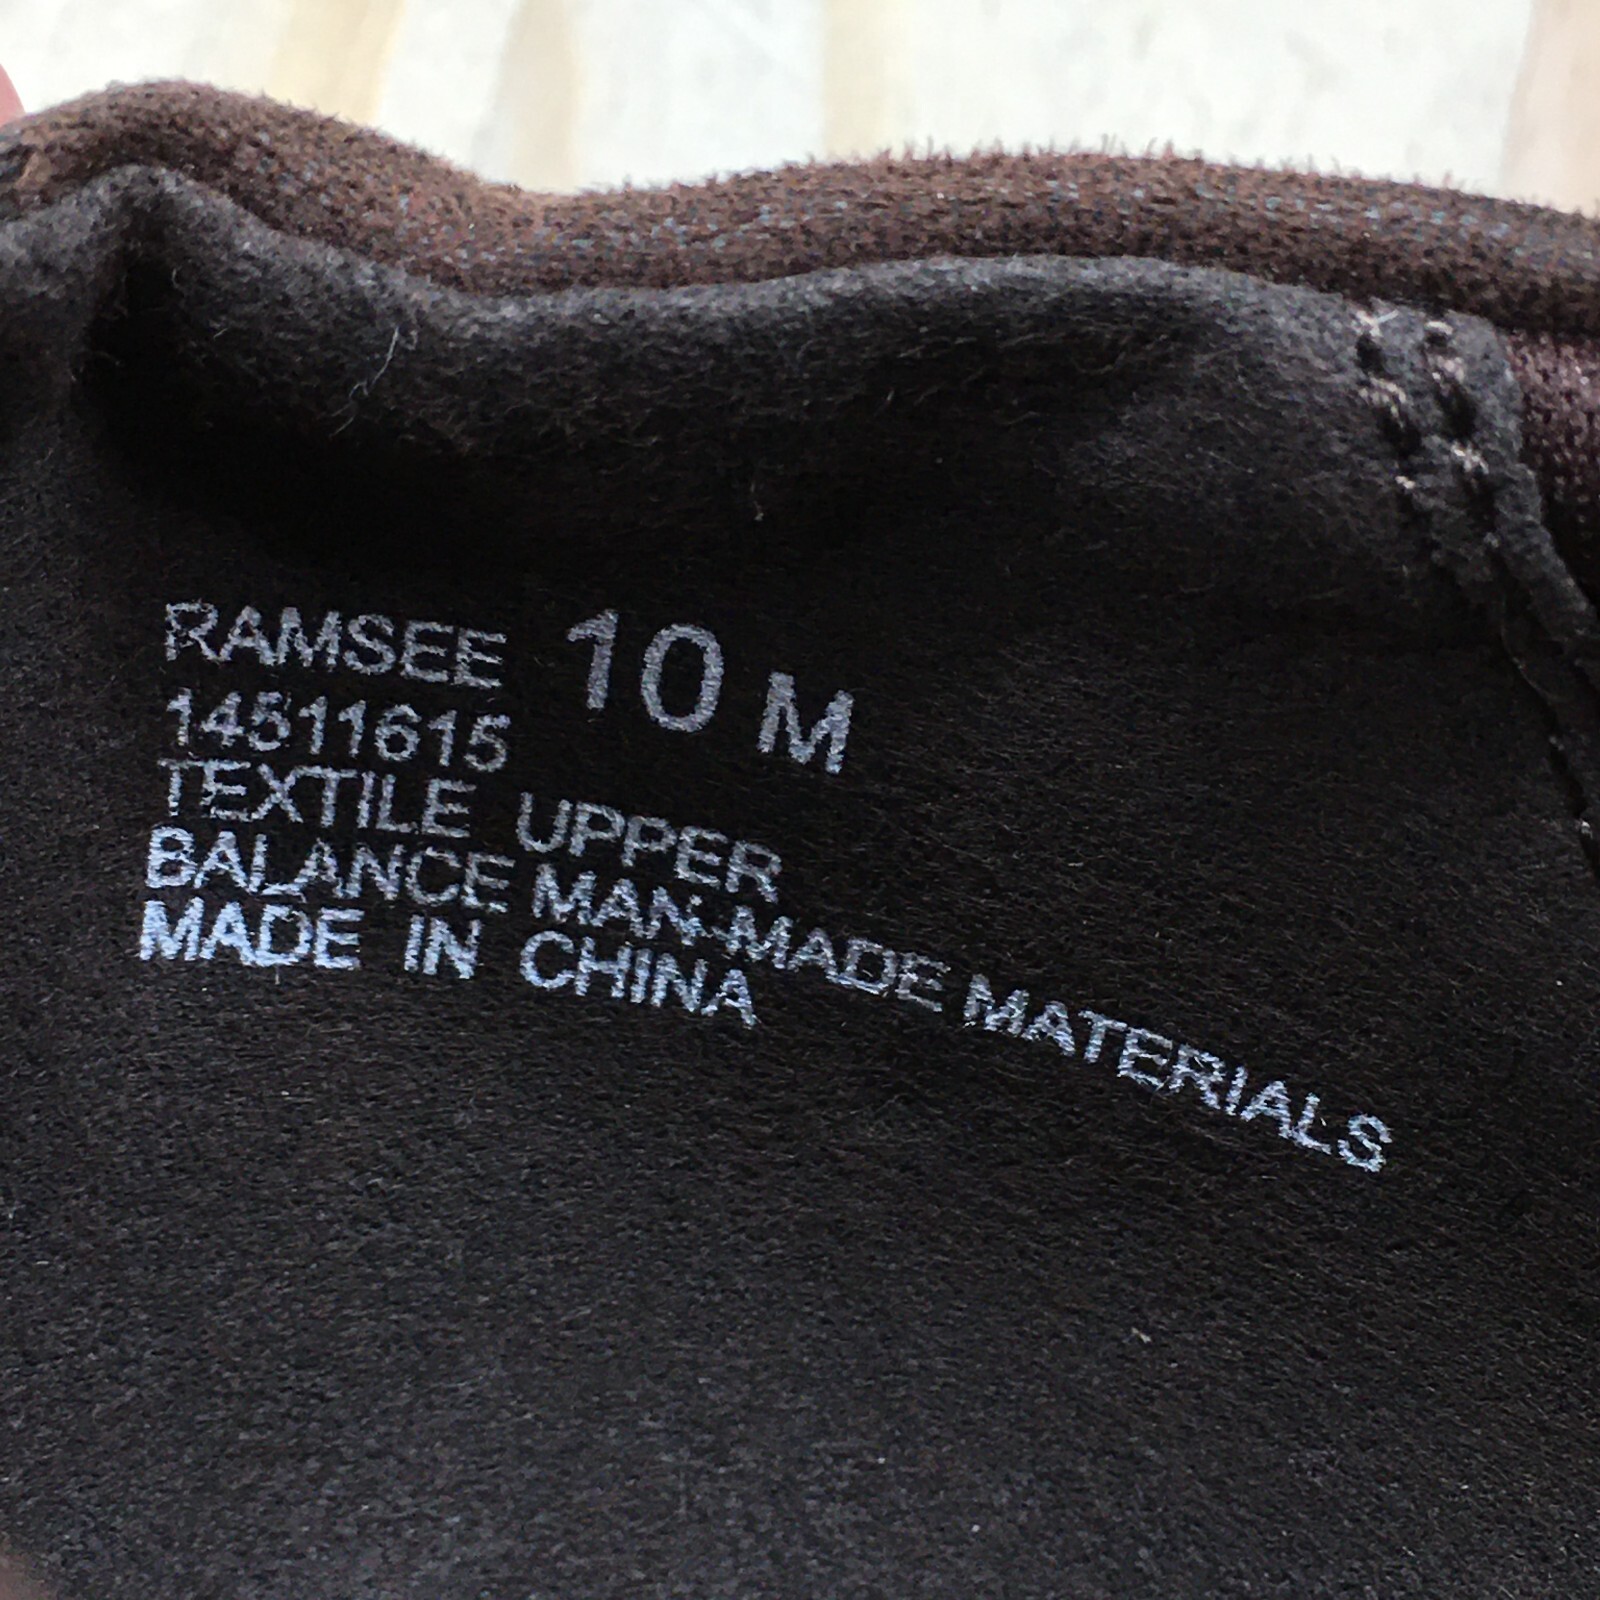 RAMSEE 10 M
14511615
TEXTILE UPPER
BALANCE MAN-MADE MATERIALS
MADE IN CHINA